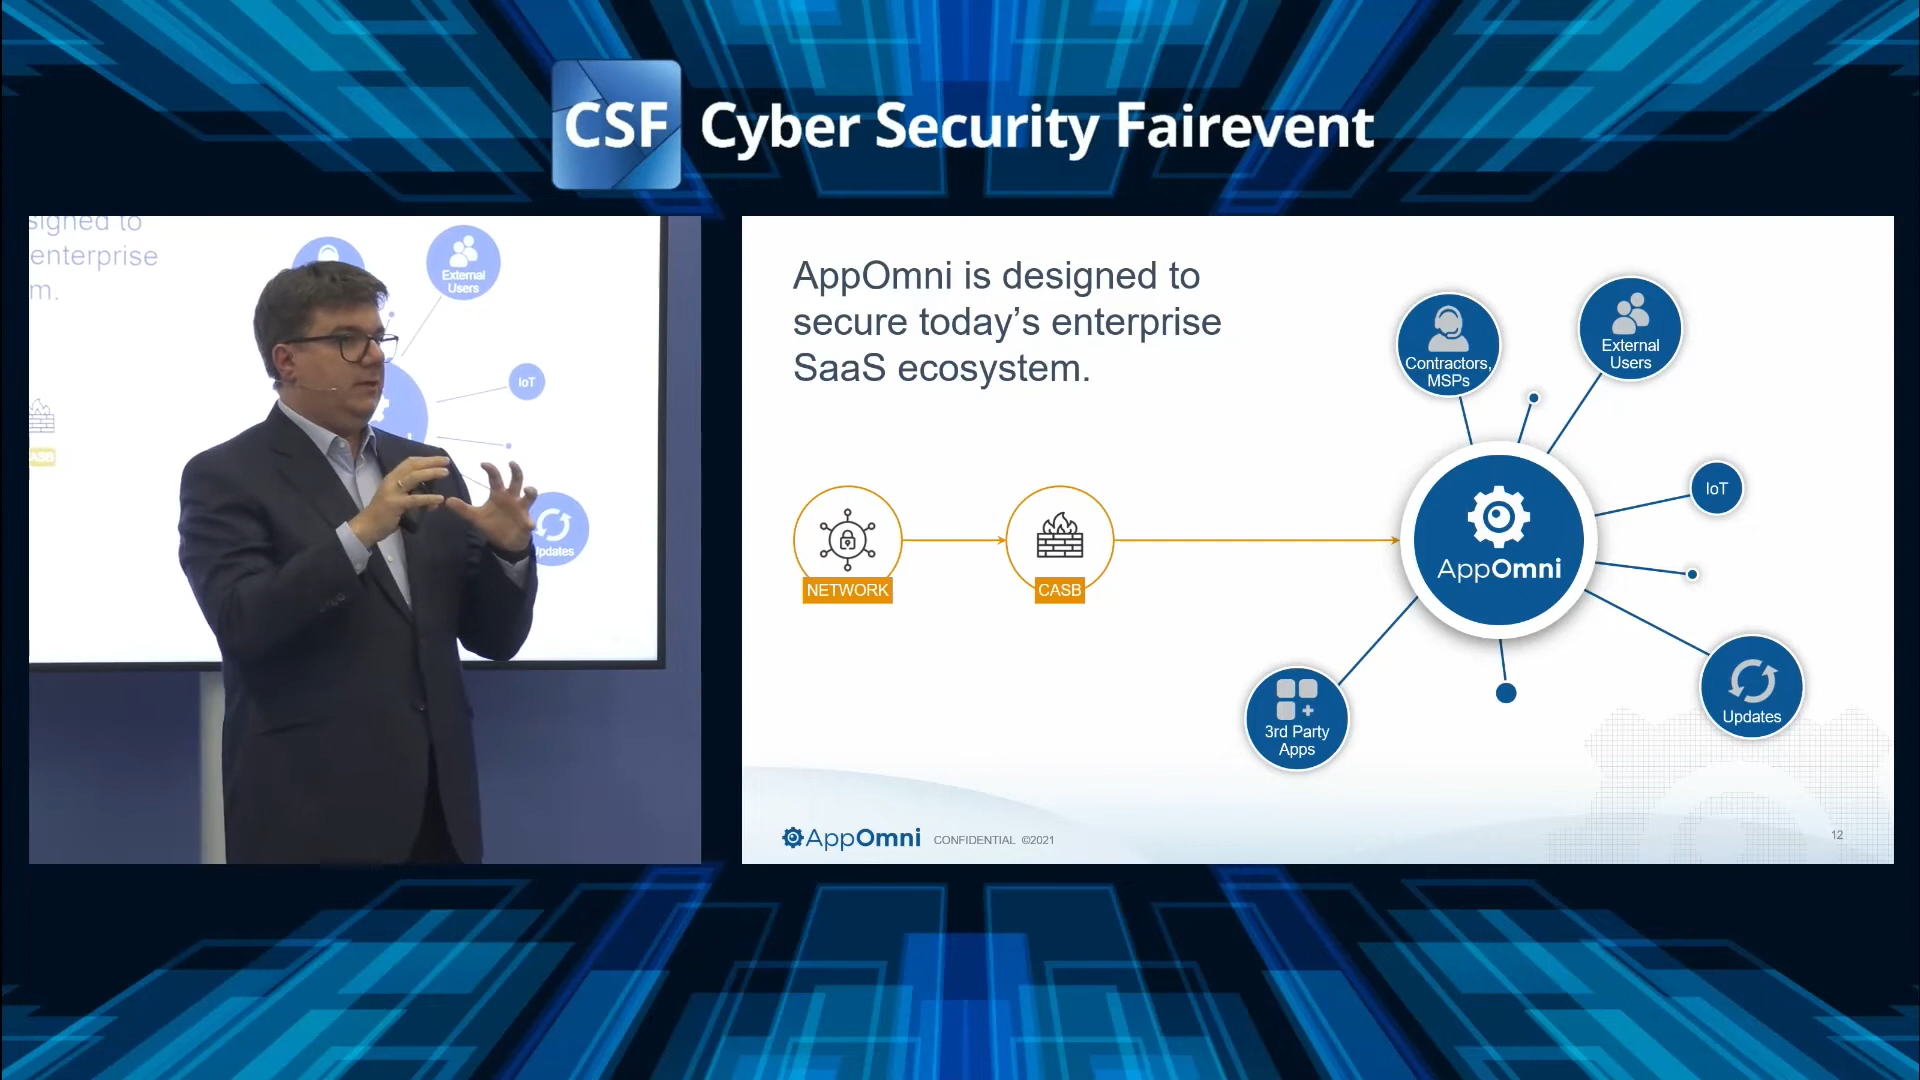 CSF Cyber Security Fairevent
signed to
enterprise
m.
External
Users
IoT
Updates
AppOmni is designed to
secure today's enterprise
SaaS ecosystem.
Contractors,
MSPs
External
Users
IoT
AppOmni
NETWORK
CASB
Updates
3rd Party
Apps
AppOmni CONFIDENTIAL ©2021
12